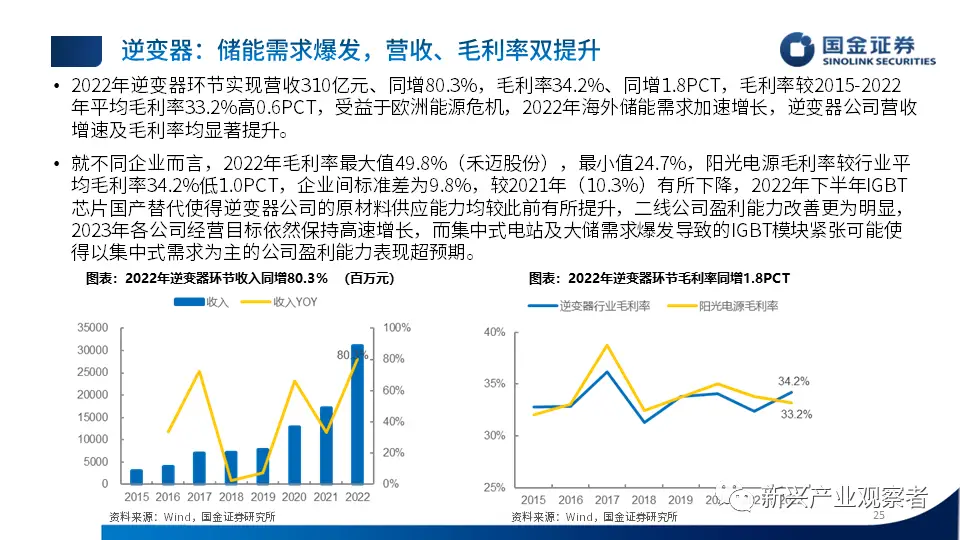 逆变器：储能需求爆发，营收、毛利率双提升
国金证券
SINOLINK SECURITIES
• 2022年逆变器环节实现营收310亿元、同增80.3%，毛利率34.2%、同增1.8PCT，毛利率较2015-2022
年平均毛利率33.2%高0.6PCT，受益于欧洲能源危机，2022年海外储能需求加速增长，逆变器公司营收
增速及毛利率均显著提升。
• 就不同企业而言，2022年毛利率最大值49.8%（禾迈股份），最小值24.7%，阳光电源毛利率较行业平
均毛利率34.2%低1.0PCT，企业间标准差为9.8%，较2021年（10.3%）有所下降，2022年下半年IGBT
芯片国产替代使得逆变器公司的原材料供应能力均较此前有所提升，二线公司盈利能力改善更为明显，
2023年各公司经营目标依然保持高速增长，而集中式电站及大储需求爆发导致的IGBT模块紧张可能使
得以集中式需求为主的公司盈利能力表现超预期。
图表：2022年逆变器环节收入同增80.3% （百万元）
收入 收入YOY
35000
30000
25000
20000
15000
10000
5000
0
100%
80%
60%
40%
20%
0%
2015 2016 2017 2018 2019 2020 2021 2022
资料来源：Wind，国金证券研究所
图表：2022年逆变器环节毛利率同增1.8PCT
逆变器行业毛利率 阳光电源毛利率
40%
35%
30%
25%
34.2%
33.2%
2015 2016 2017 2018 2019
资料来源：Wind，国金证券研究所
新兴产业观察者
25